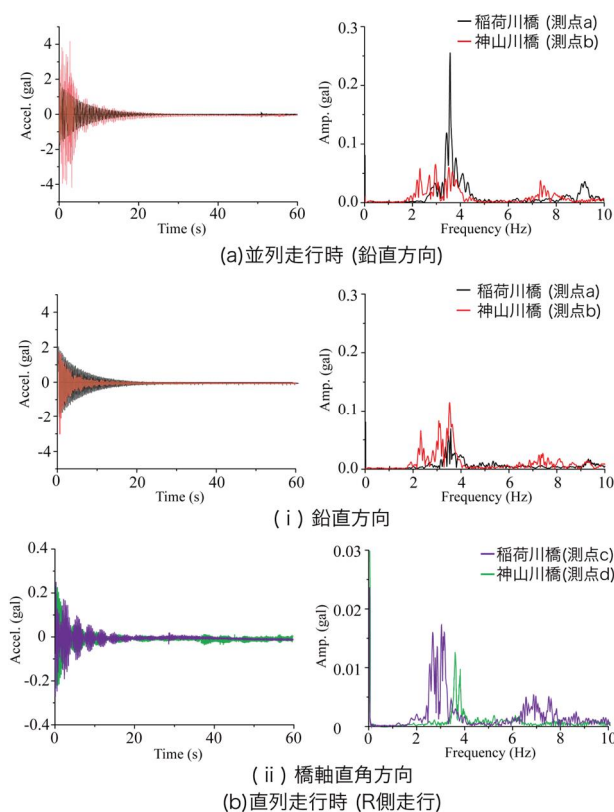 稲荷川橋 (測点a)
神山川橋 (測点b)
Accel. (gal)
4
2
0
-2
-4
0 20 40 60
Time (s)
Amp. (gal)
0.3
0.2
0.1
0.0
0 2 4 6 8 10
Frequency (Hz)
(a)並列走行時 (鉛直方向)
稲荷川橋 (測点a)
神山川橋 (測点b)
Accel. (gal)
4
2
0
-2
-4
0 20 40 60
Time (s)
Amp. (gal)
0.3
0.2
0.1
0.0
0 2 4 6 8 10
Frequency (Hz)
(ⅰ) 鉛直方向
稲荷川橋(測点c)
神山川橋(測点d)
Accel. (gal)
0.4
0.2
0
-0.2
-0.4
0 20 40 60
Time (s)
Amp. (gal)
0.03
0.02
0.01
0
0 2 4 6 8 10
Frequency (Hz)
(ⅱ) 橋軸直角方向
(b)直列走行時 (R側走行)